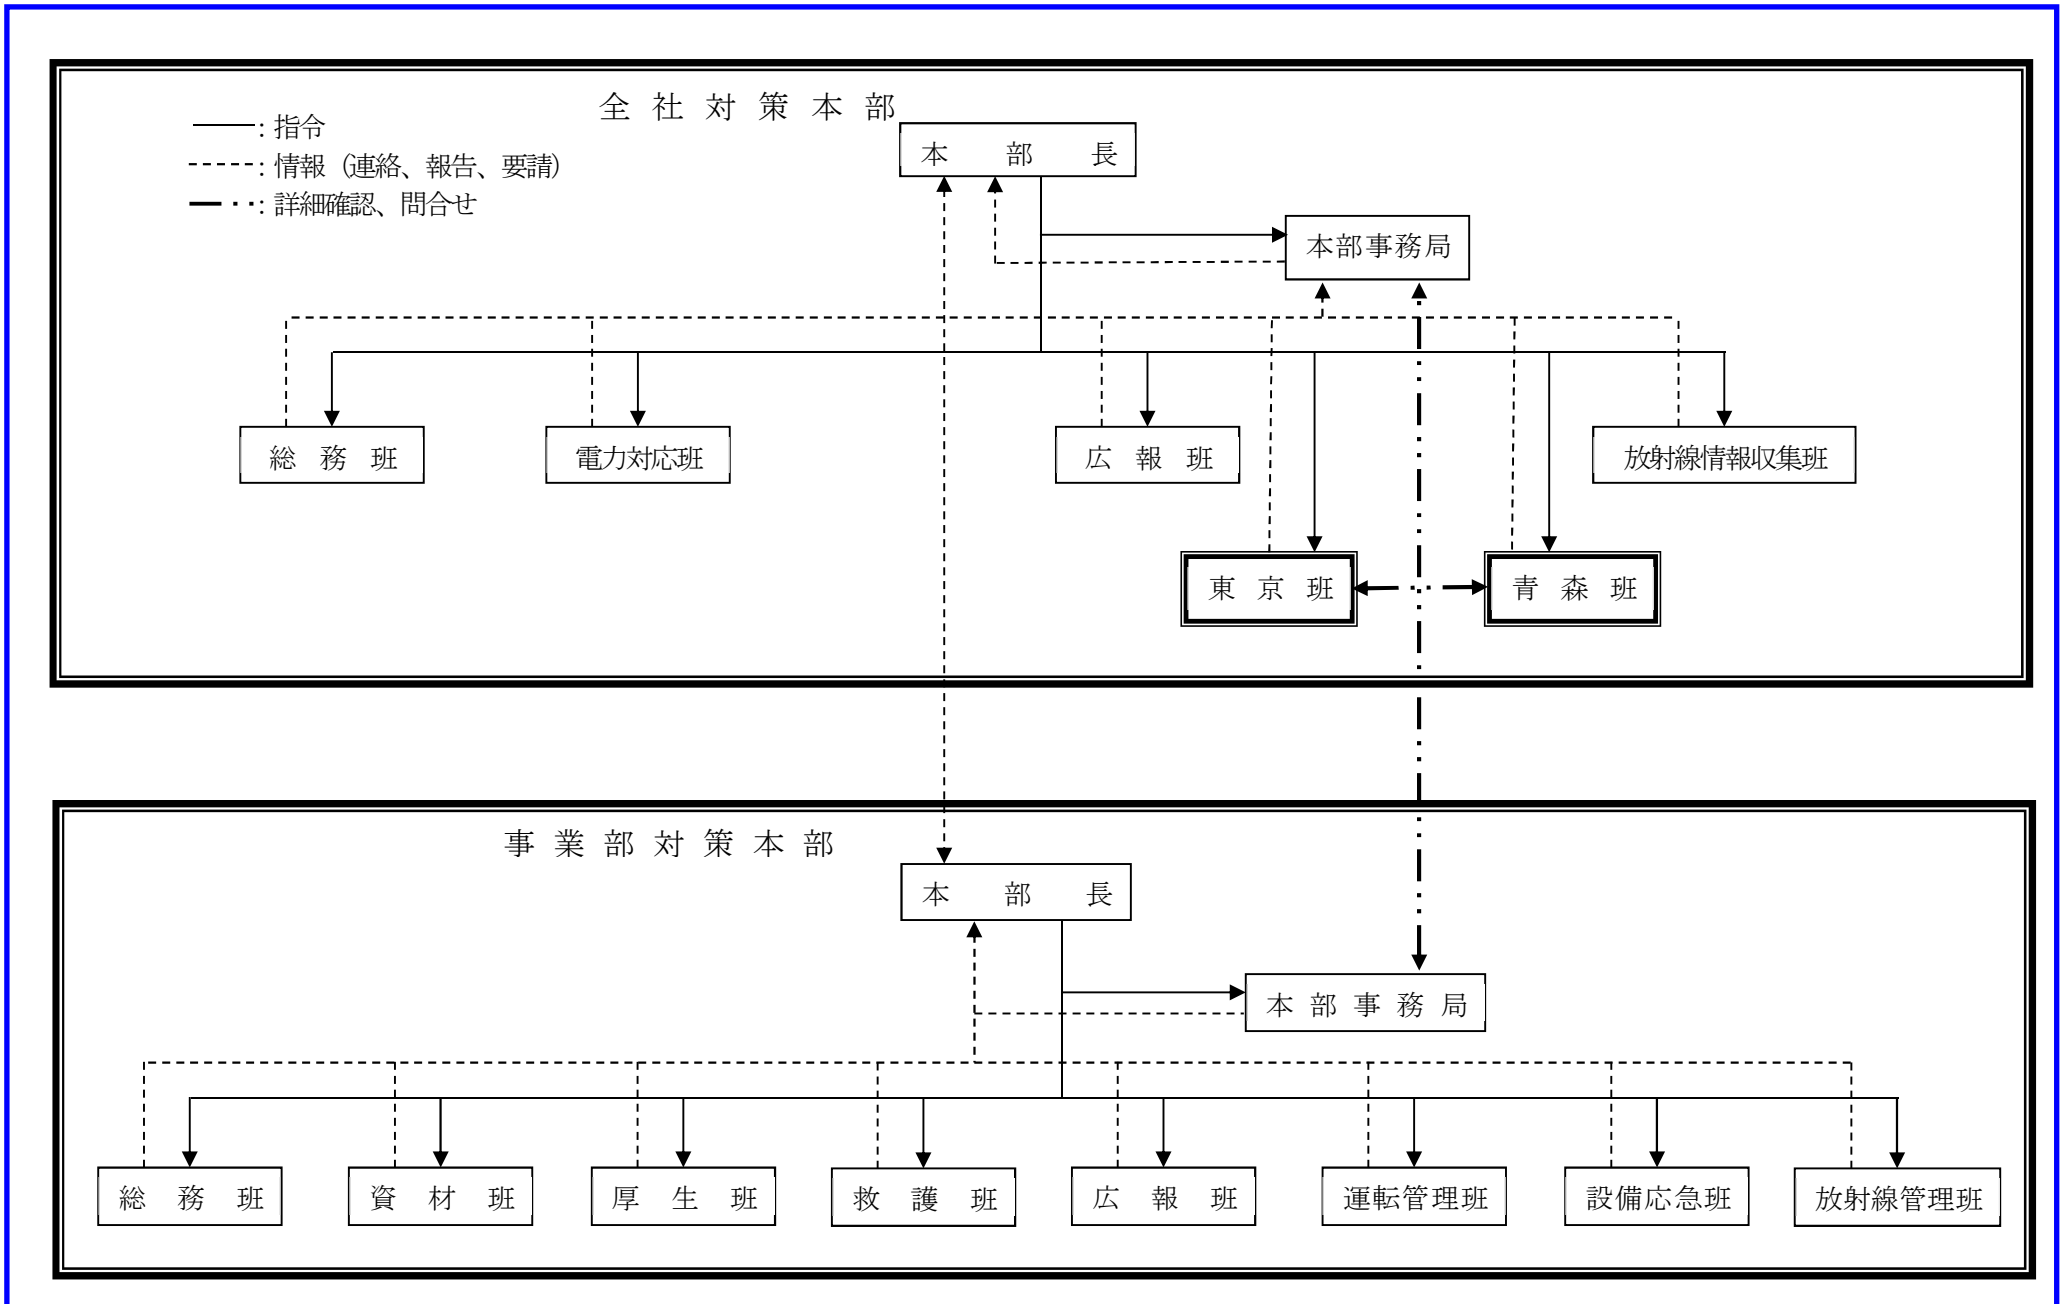 全社対策本部
: 指令
: 情報（連絡、報告、要請）
: 詳細確認、問合せ
本部長
本部事務局
総務班
電力対応班
広報班
放射線情報収集班
東京班
青森班
事業部対策本部
本部長
本部事務局
総務班
資材班
厚生班
救護班
広報班
運転管理班
設備応急班
放射線管理班